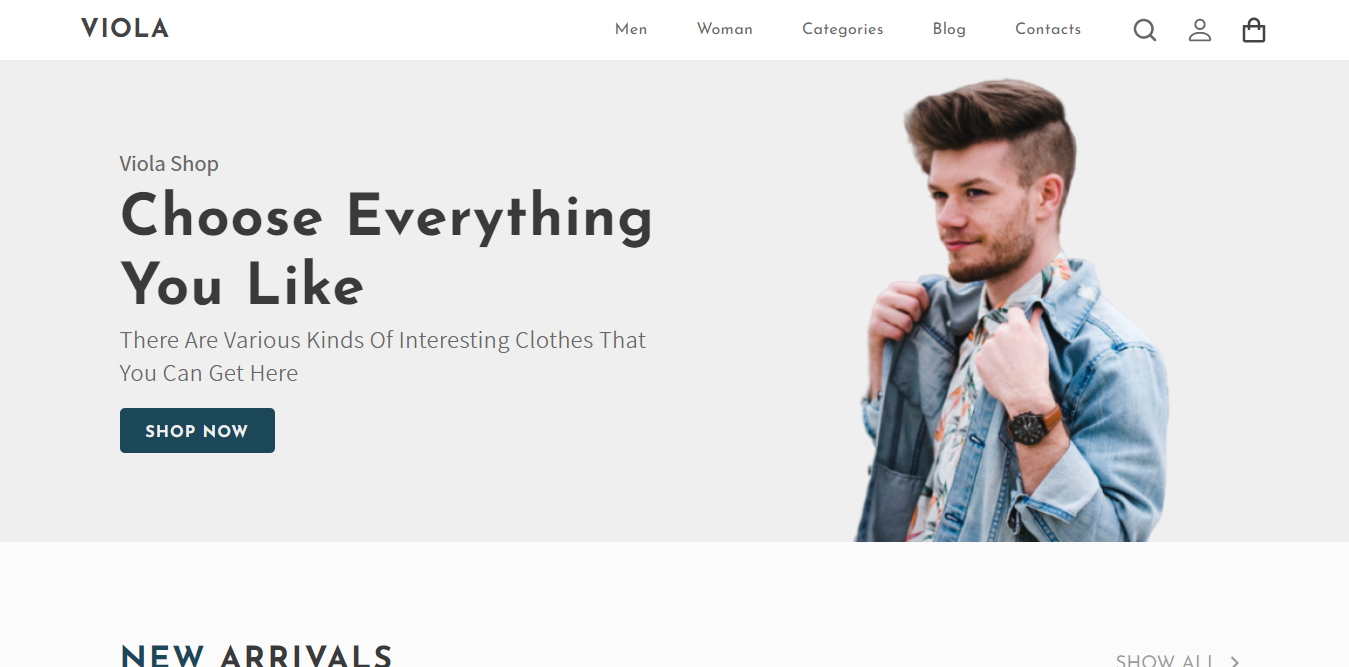 VIOLA
Men
Woman
Categories
Blog
Contacts
Viola Shop
Choose Everything
You Like
There Are Various Kinds Of Interesting Clothes That
You Can Get Here
SHOP NOW
NEW ARRIVALS
SHOW ALL